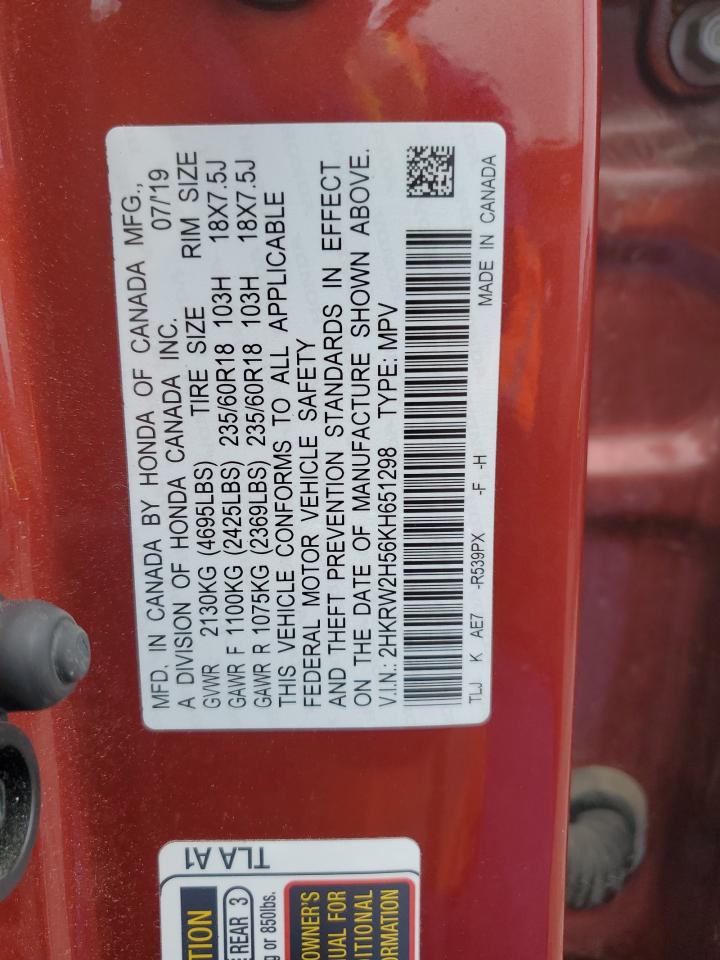 MFD. IN CANADA BY HONDA OF CANADA MFG.,
A DIVISION OF HONDA CANADA INC. 07/19
GVWR 2130KG (4695LBS) TIRE SIZE RIM SIZE
GAWR F 1100KG (2425LBS) 235/60R18 103H 18X7.5J
GAWR R 1075KG (2369LBS) 235/60R18 103H 18X7.5J
THIS VEHICLE CONFORMS TO ALL APPLICABLE
FEDERAL MOTOR VEHICLE SAFETY
AND THEFT PREVENTION STANDARDS IN EFFECT
ON THE DATE OF MANUFACTURE SHOWN ABOVE.
V.I.N.: 2HKRW2H56KH651298 TYPE: MPV
TLJ K AE7 -R539PX -F -H MADE IN CANADA
TLA A1
TION
REAR 3
or 850lbs.
OWNER'S
UAL FOR
DITIONAL
ORMATION